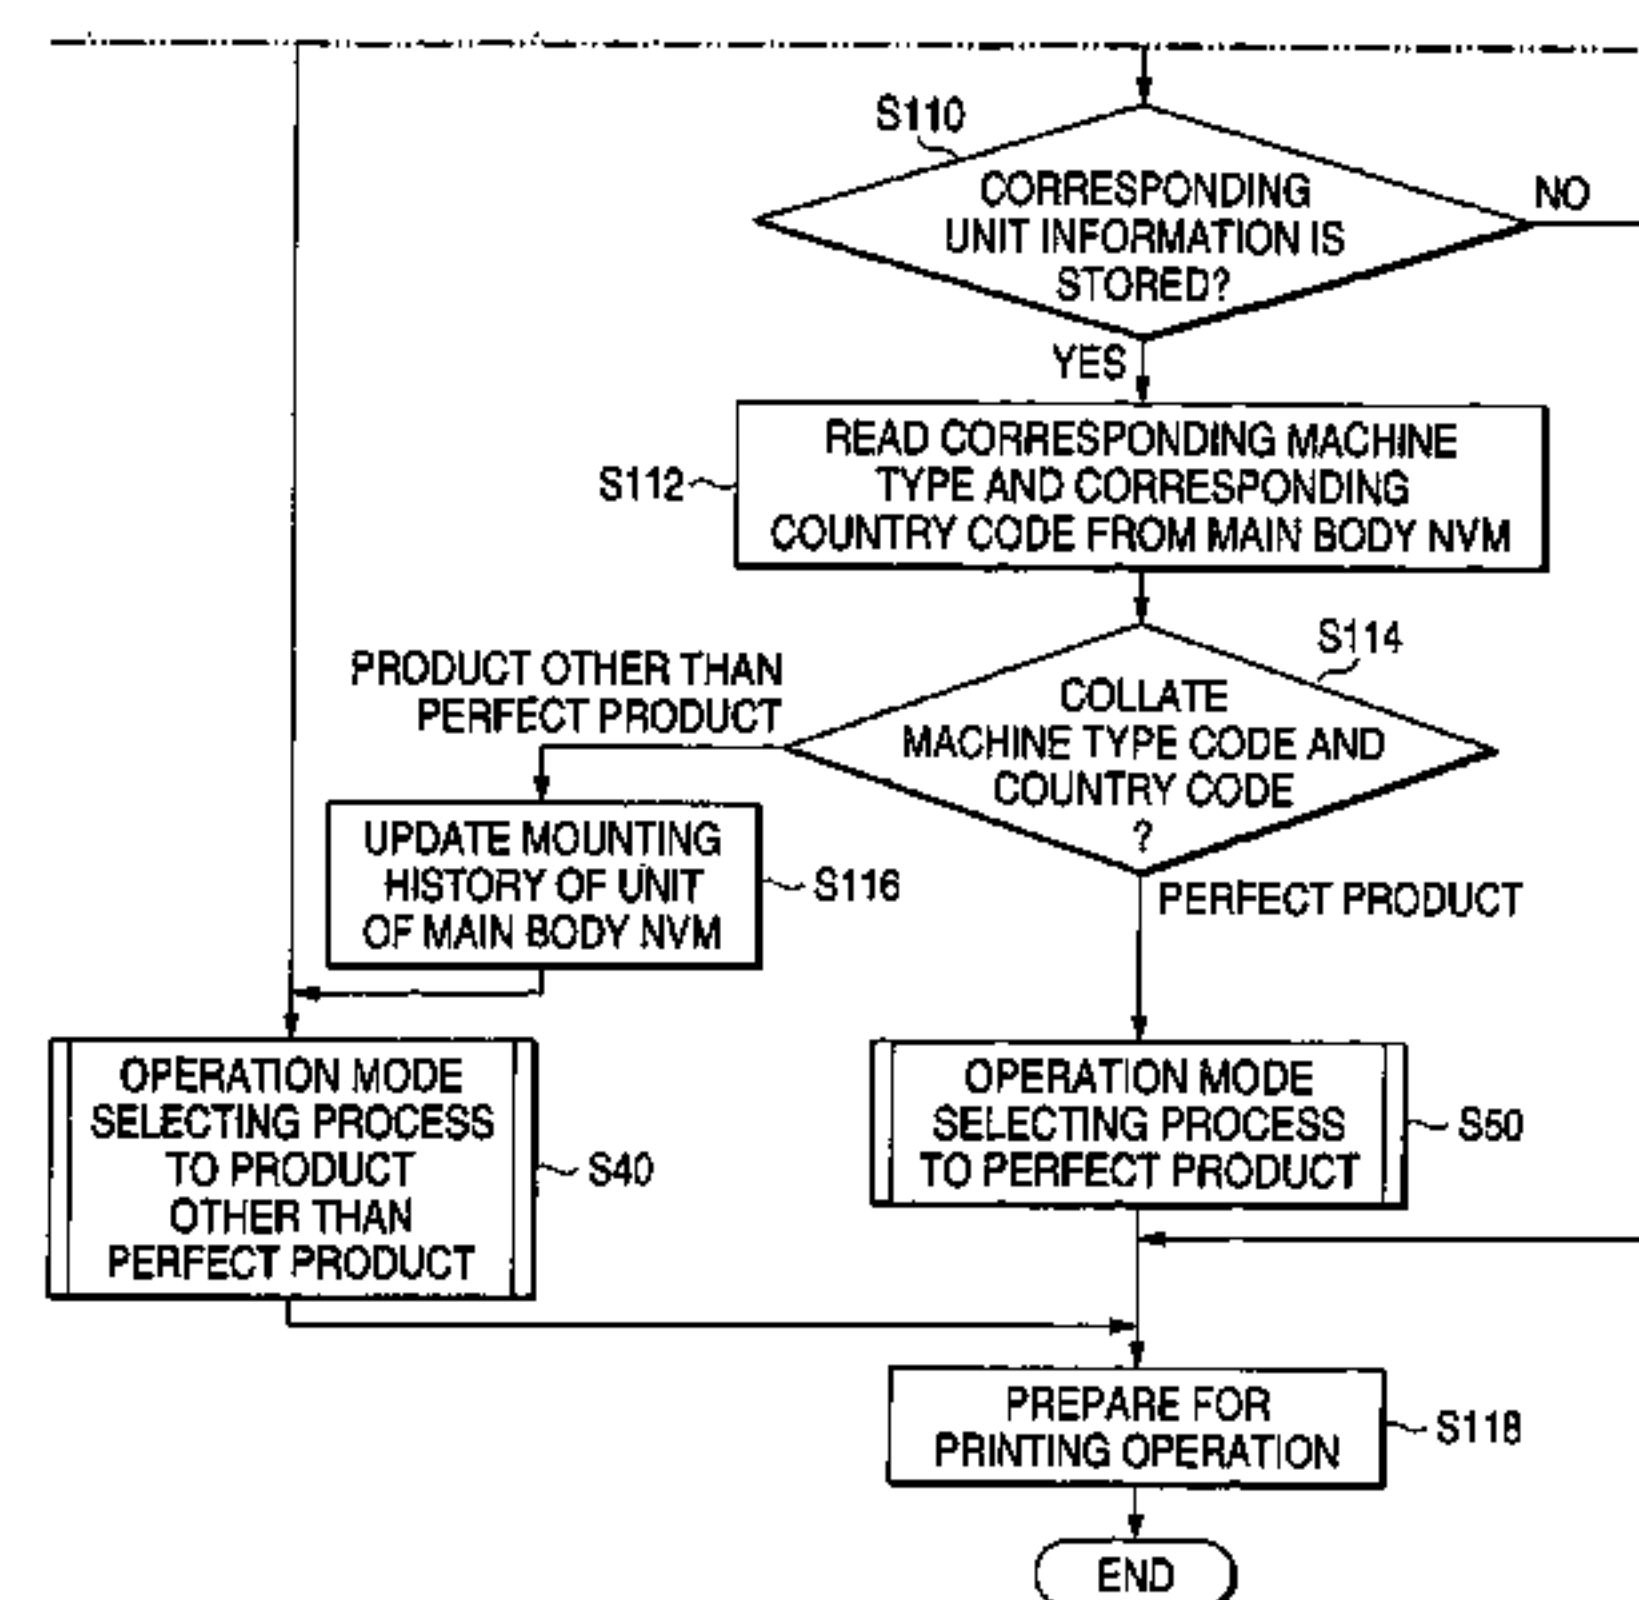 S110
CORRESPONDING
UNIT INFORMATION IS
STORED?
NO
YES
S112
READ CORRESPONDING MACHINE
TYPE AND CORRESPONDING
COUNTRY CODE FROM MAIN BODY NVM
S114
COLLATE
MACHINE TYPE CODE AND
COUNTRY CODE
?
PRODUCT OTHER THAN
PERFECT PRODUCT
UPDATE MOUNTING
HISTORY OF UNIT
OF MAIN BODY NVM
S116
PERFECT PRODUCT
OPERATION MODE
SELECTING PROCESS
TO PRODUCT
OTHER THAN
PERFECT PRODUCT
S40
OPERATION MODE
SELECTING PROCESS
TO PERFECT PRODUCT
S50
PREPARE FOR
PRINTING OPERATION
S118
END